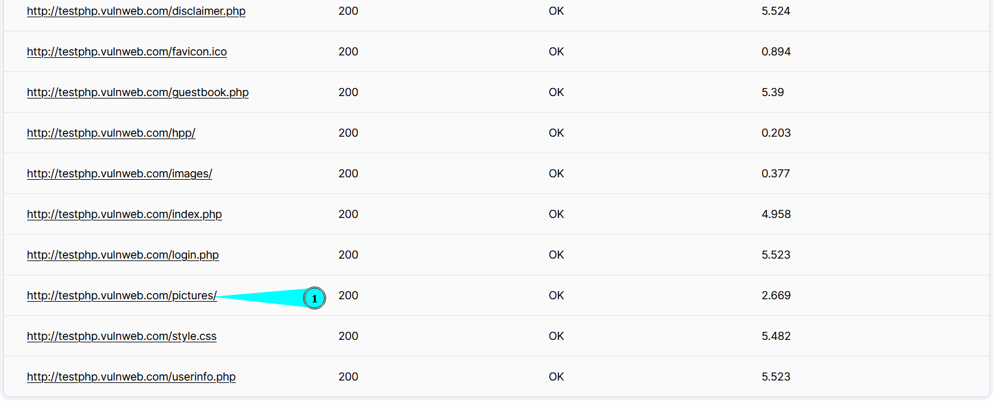 http://testphp.vulnweb.com/disclaimer.php 200 OK 5.524
http://testphp.vulnweb.com/favicon.ico 200 OK 0.894
http://testphp.vulnweb.com/guestbook.php 200 OK 5.39
http://testphp.vulnweb.com/hpp/ 200 OK 0.203
http://testphp.vulnweb.com/images/ 200 OK 0.377
http://testphp.vulnweb.com/index.php 200 OK 4.958
http://testphp.vulnweb.com/login.php 200 OK 5.523
http://testphp.vulnweb.com/pictures/ 1 200 OK 2.669
http://testphp.vulnweb.com/style.css 200 OK 5.482
http://testphp.vulnweb.com/userinfo.php 200 OK 5.523